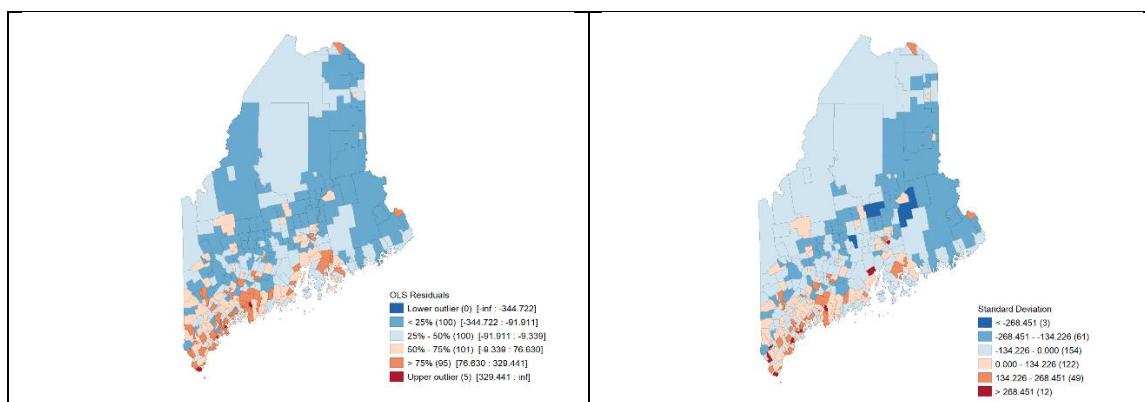 OLS Residuals
Lower outlier (0) [-inf : -344.722]
< 25% (100) [-344.722 : -91.911]
25% - 50% (100) [-91.911 : -9.339]
50% - 75% (101) [-9.339 : 76.630]
> 75% (95) [76.630 : 329.441]
Upper outlier (5) [329.441 : inf]
Standard Deviation
< -268.451 (3)
-268.451 - -134.226 (61)
-134.226 - 0.000 (154)
0.000 - 134.226 (122)
134.226 - 268.451 (49)
> 268.451 (12)